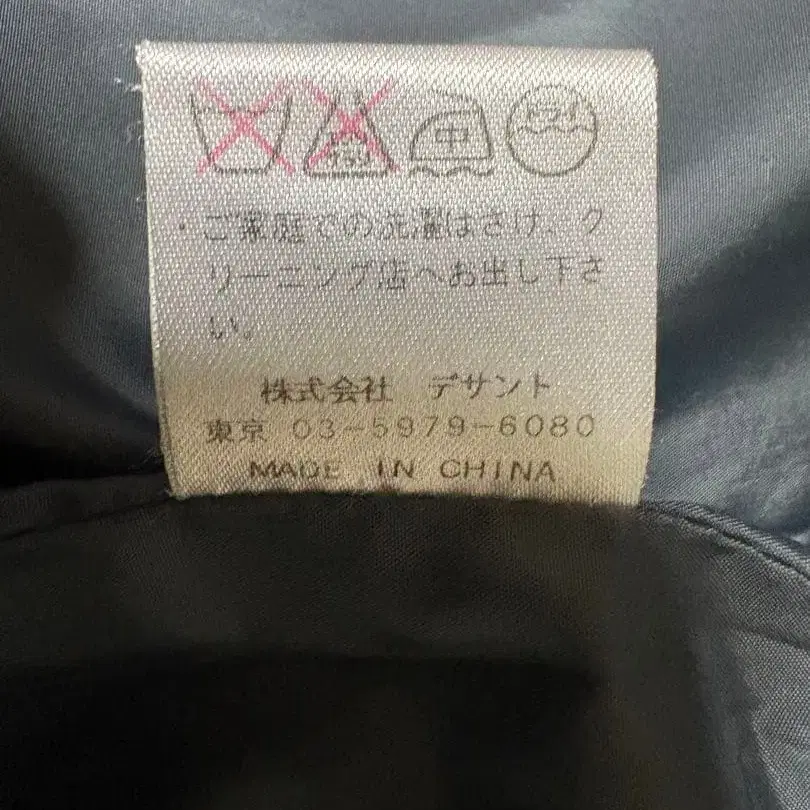 中 ドライ
・ご家庭での洗濯はさけ、ク
リーニング店へお出し下さ
い。
株式会社 デサント
東京 03-5979-6080
MADE IN CHINA